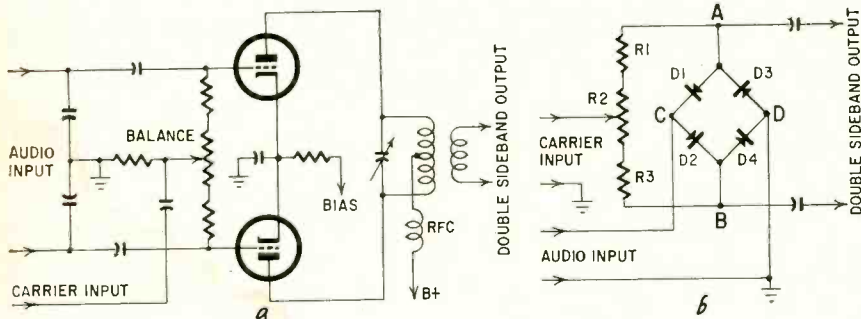 AUDIO
INPUT
BALANCE
BIAS
RFC
B+
CARRIER INPUT
DOUBLE SIDEBAND OUTPUT
a
A
R1
D1
D3
R2
C
D
CARRIER
INPUT
D2
D4
R3
B
AUDIO INPUT
DOUBLE SIDEBAND OUTPUT
б